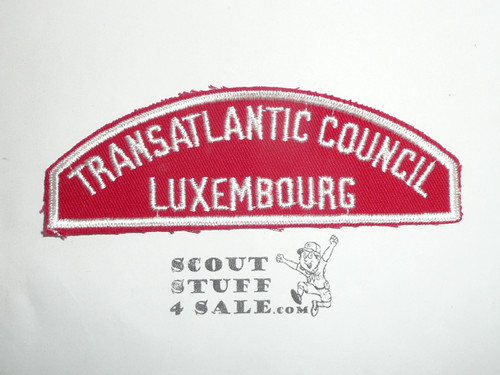 TRANSATLANTIC COUNCIL
LUXEMBOURG
SCOUT
STUFF
4 SALE.com